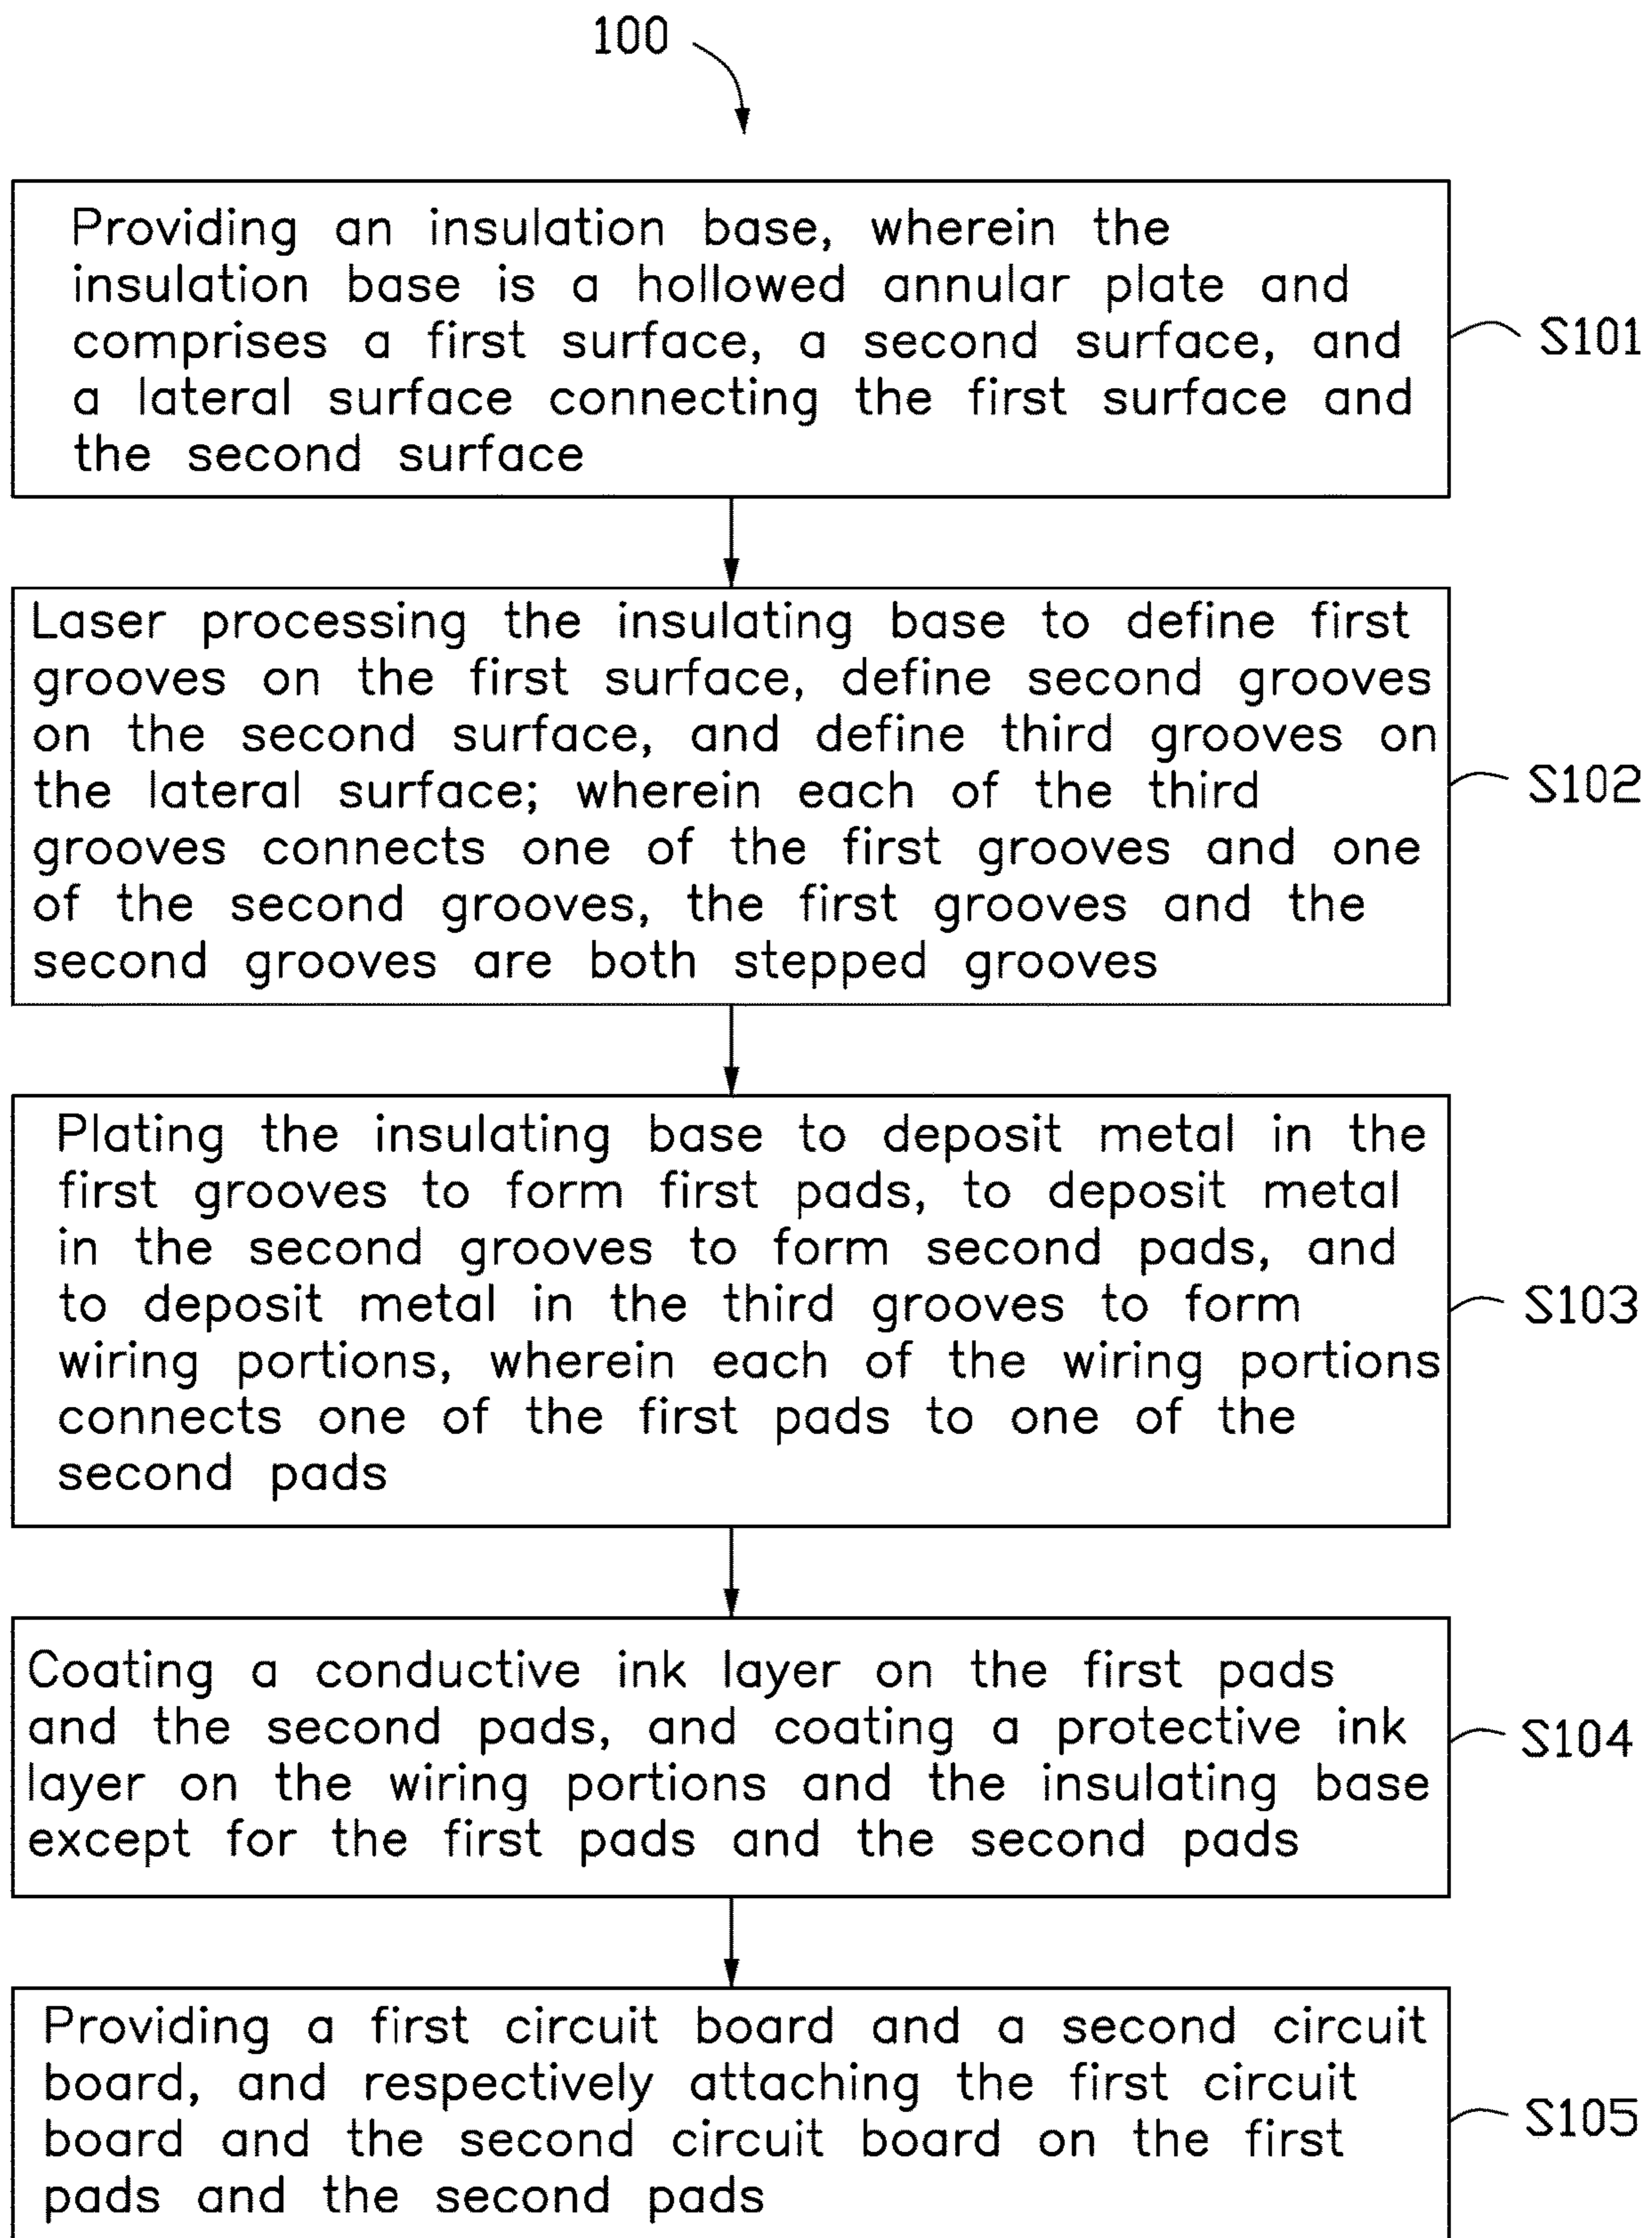 100
Providing an insulation base, wherein the
insulation base is a hollowed annular plate and
comprises a first surface, a second surface, and
a lateral surface connecting the first surface and
the second surface
S101
Laser processing the insulating base to define first
grooves on the first surface, define second grooves
on the second surface, and define third grooves on
the lateral surface; wherein each of the third
grooves connects one of the first grooves and one
of the second grooves, the first grooves and the
second grooves are both stepped grooves
S102
Plating the insulating base to deposit metal in the
first grooves to form first pads, to deposit metal
in the second grooves to form second pads, and
to deposit metal in the third grooves to form
wiring portions, wherein each of the wiring portions
connects one of the first pads to one of the
second pads
S103
Coating a conductive ink layer on the first pads
and the second pads, and coating a protective ink
layer on the wiring portions and the insulating base
except for the first pads and the second pads
S104
Providing a first circuit board and a second circuit
board, and respectively attaching the first circuit
board and the second circuit board on the first
pads and the second pads
S105